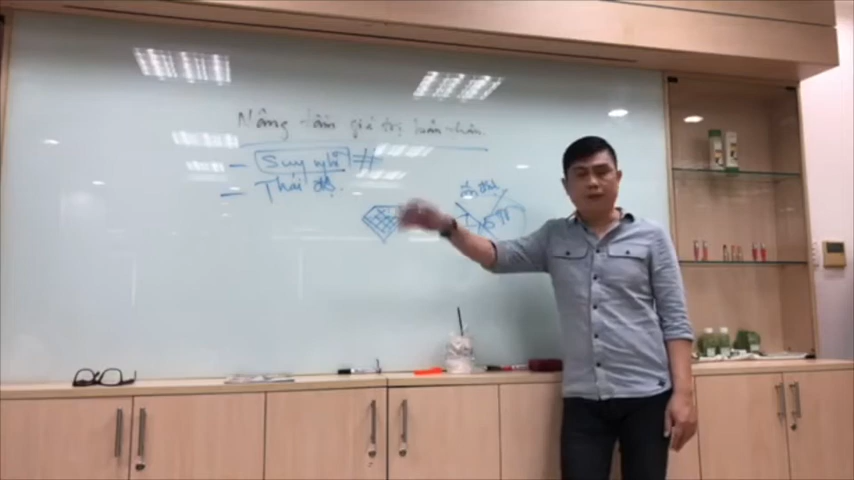 Nâng tầm giá trị bản thân
- Suy nghĩ #
- Thái độ.